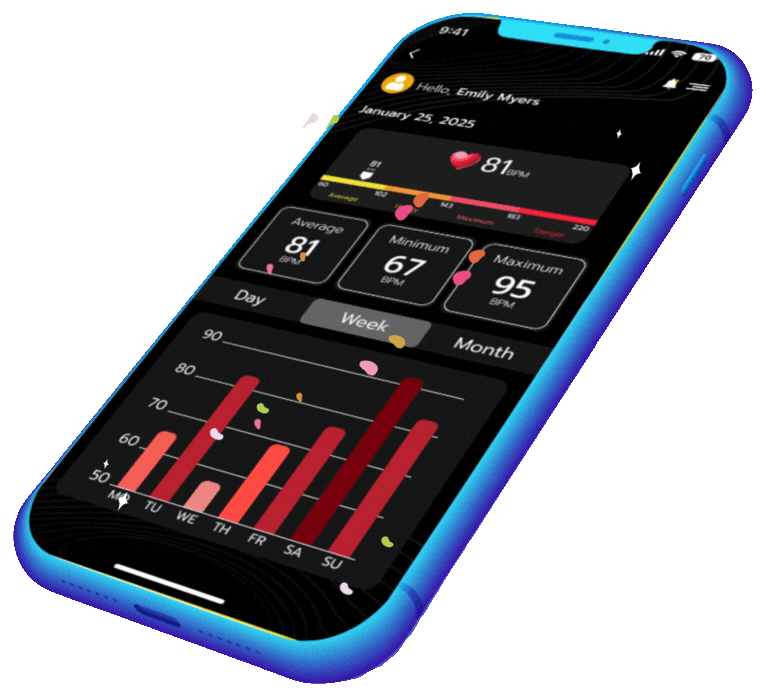 9:41
70
Hello, Emily Myers
January 25, 2025
81BPM
81
60 102 143 183 220
Average Maximum Danger
Average Minimum Maximum
81 67 95
BPM BPM BPM
Day Week Month
90
80
70
60
50
MO TU WE TH FR SA SU